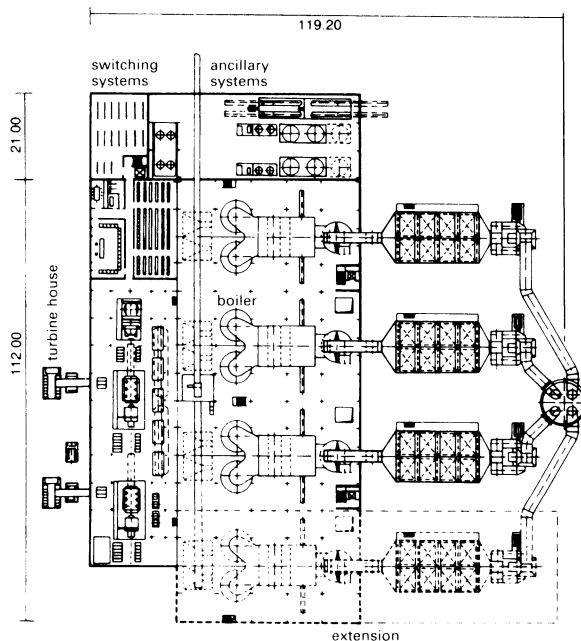 119.20
switching
systems
ancillary
systems
21.00
boiler
turbine house
112.00
extension